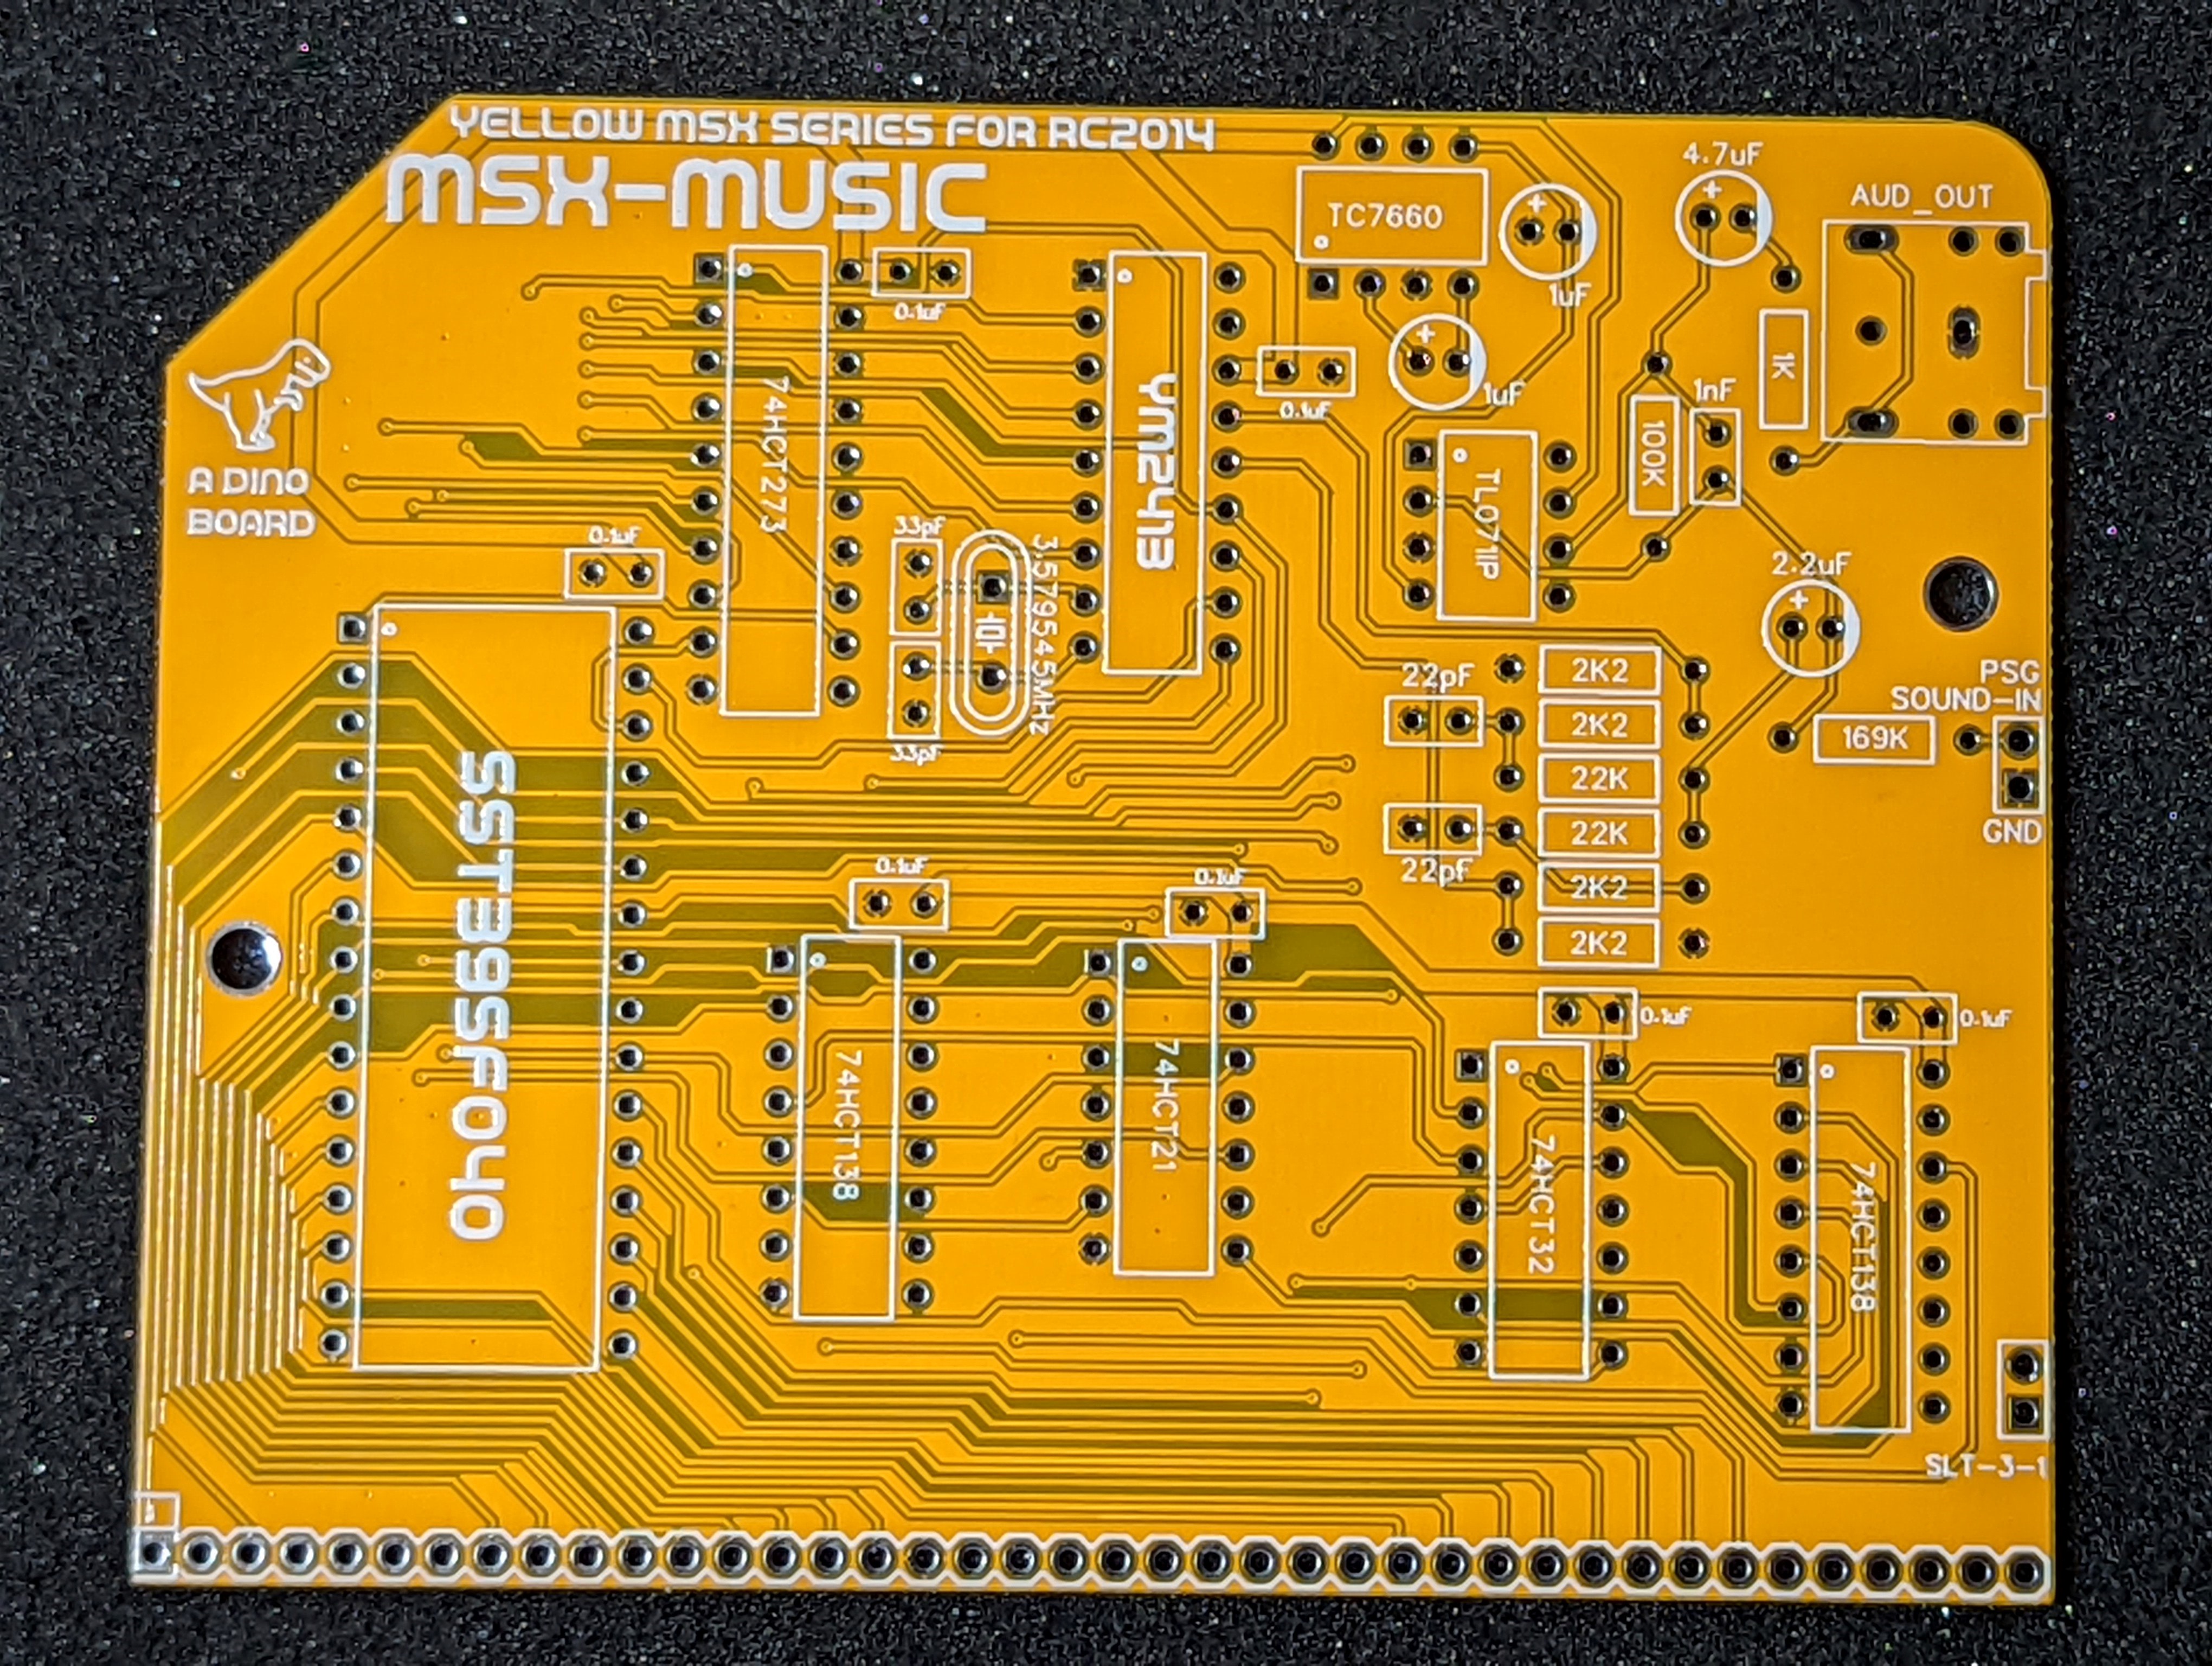 YELLOW MSX SERIES FOR RC2014
MSX-MUSIC
A DINO
BOARD
TC7660
1uF
4.7uF
AUD_OUT
1K
0.1uF
74HCT273
YM2413
0.1uF
1uF
100K
1nF
TL071IP
0.1uF
33pF
33pF
3.579545MHz
2.2uF
PSG
SOUND-IN
169K
GND
22pF
22pF
2K2
2K2
22K
22K
2K2
2K2
SST39SF040
0.1uF
0.1uF
74HCT138
74HCT21
0.1uF
0.1uF
74HCT32
74HCT138
SLT-3-1